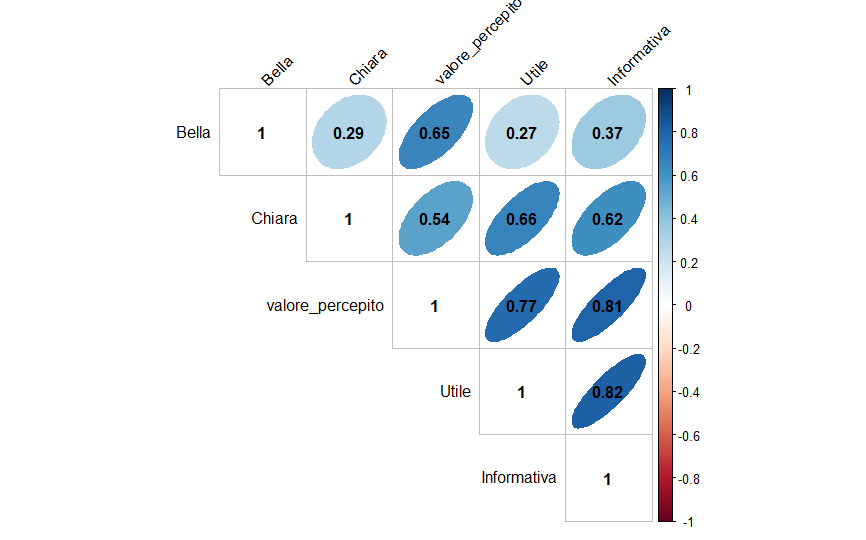 Bella Chiara valore_percepito Utile Informativa
Bella 1 0.29 0.65 0.27 0.37
Chiara 1 0.54 0.66 0.62
valore_percepito 1 0.77 0.81
Utile 1 0.82
Informativa 1
1
0.8
0.6
0.4
0.2
0
-0.2
-0.4
-0.6
-0.8
-1